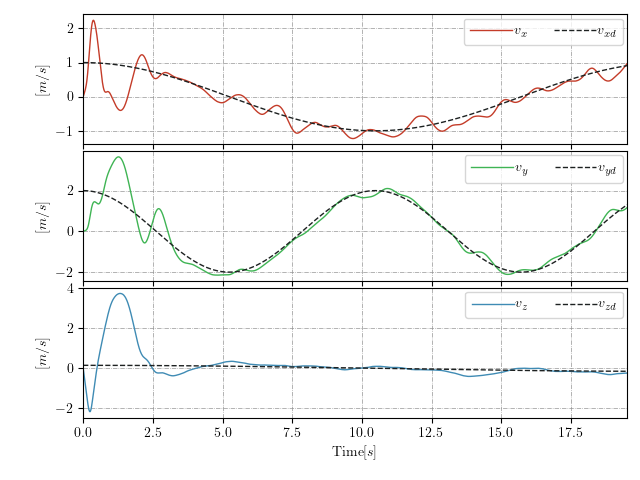 [m/s]
2
1
0
−1
v_x
v_xd
[m/s]
2
0
−2
v_y
v_yd
[m/s]
4
2
0
−2
v_z
v_zd
0.0 2.5 5.0 7.5 10.0 12.5 15.0 17.5
Time[s]